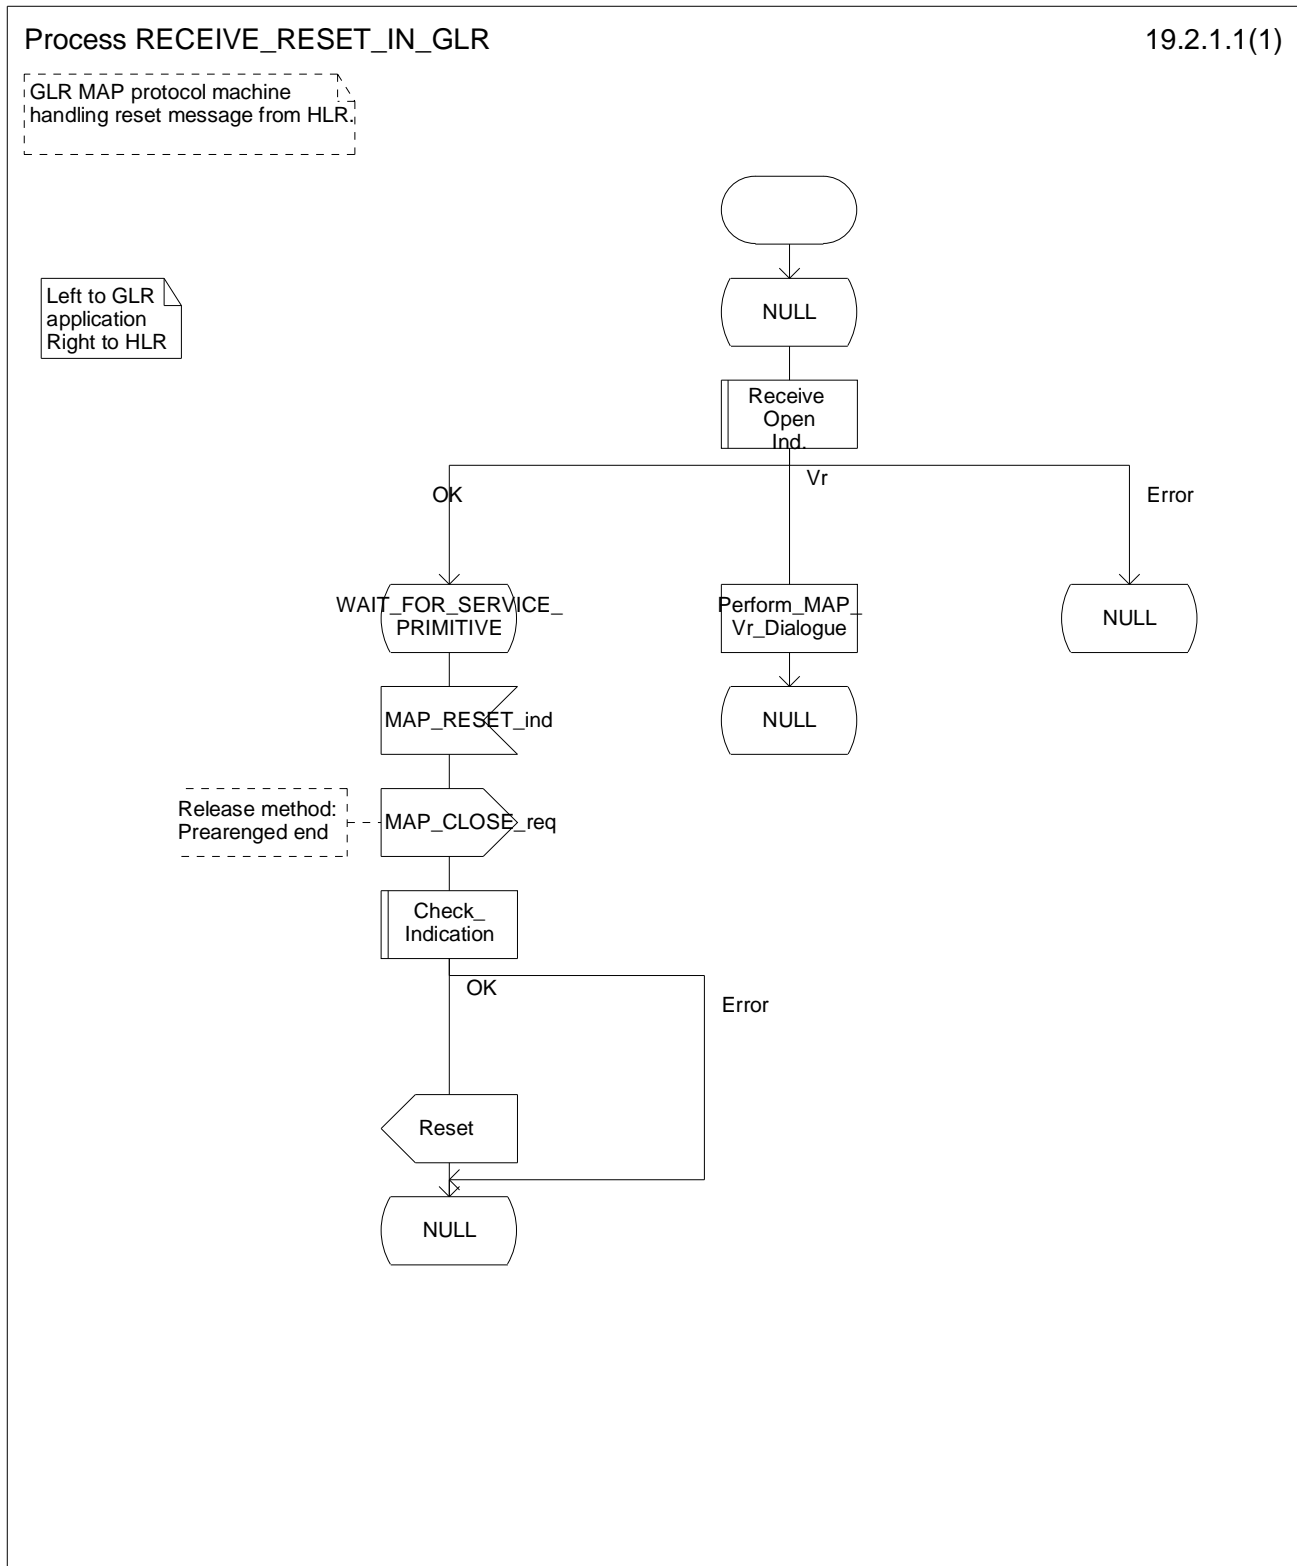 Process RECEIVE_RESET_IN_GLR
19.2.1.1(1)
GLR MAP protocol machine
handling reset message from HLR.
Left to GLR
application
Right to HLR
NULL
Receive
Open
Ind.
OK
Vr
Error
WAIT_FOR_SERVICE_
PRIMITIVE
Perform_MAP_
Vr_Dialogue
NULL
MAP_RESET_ind
NULL
Release method:
Prearenged end
MAP_CLOSE_req
Check_
Indication
OK
Error
Reset
NULL